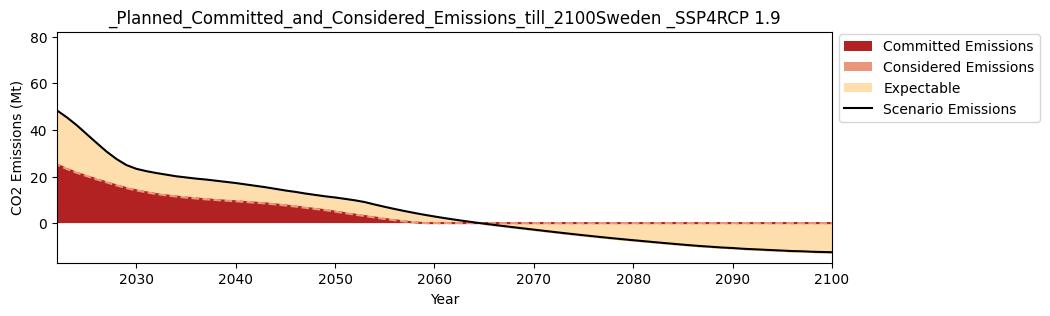 _Planned_Committed_and_Considered_Emissions_till_2100Sweden _SSP4RCP 1.9
80
60
40
20
0
CO2 Emissions (Mt)
2030 2040 2050 2060 2070 2080 2090 2100
Year
Committed Emissions
Considered Emissions
Expectable
Scenario Emissions